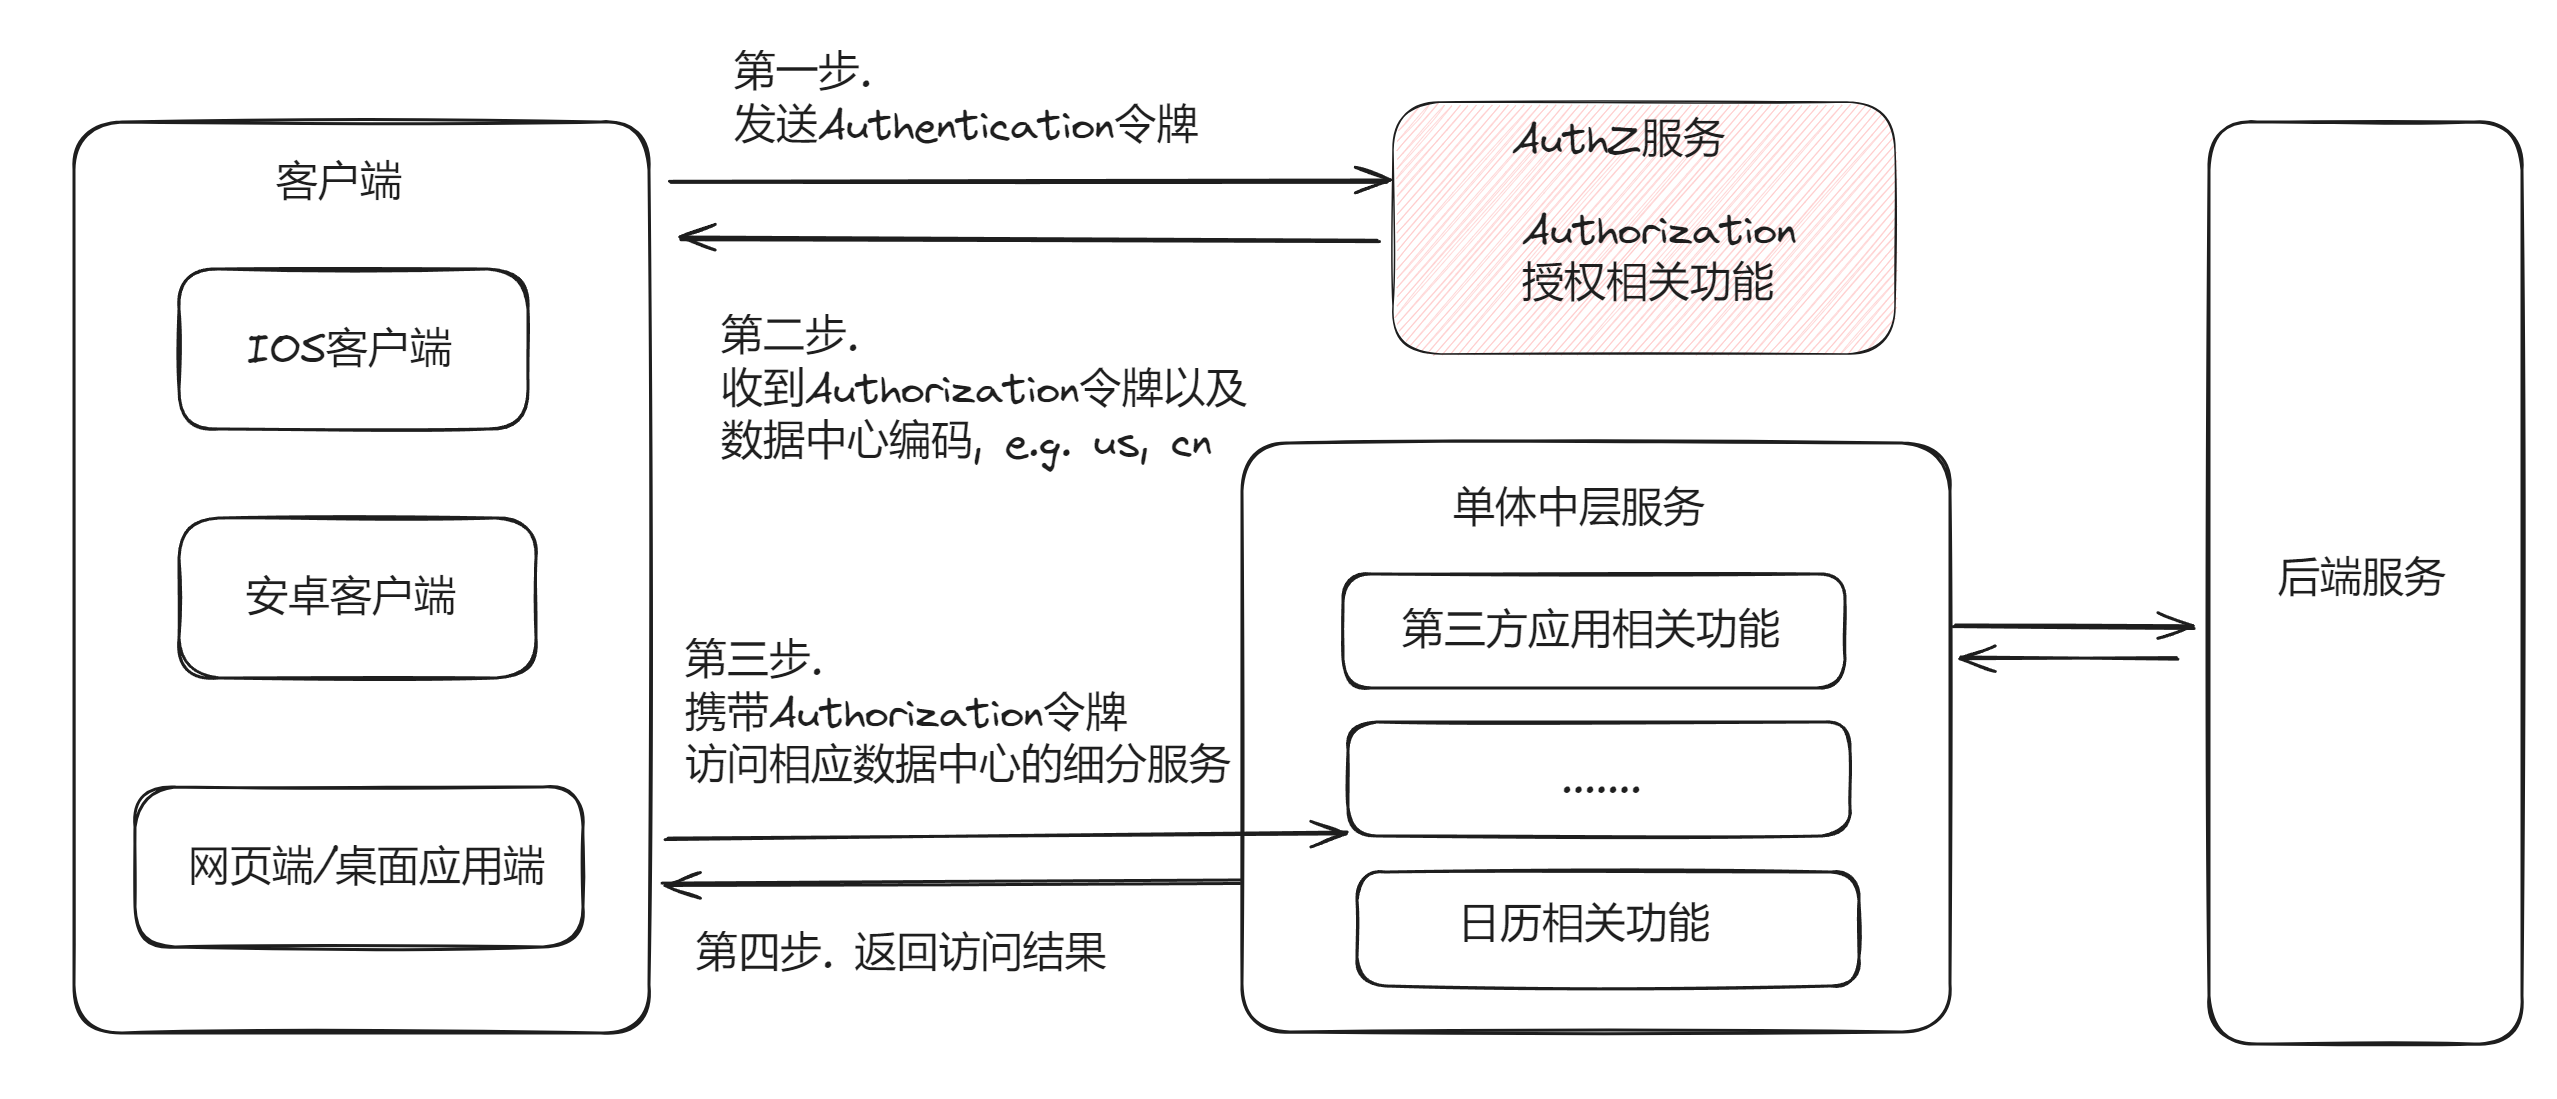 客户端
IOS客户端
安卓客户端
网页端/桌面应用端
第一步.
发送Authentication令牌
第二步.
收到Authorization令牌以及
数据中心编码, e.g. us, cn
第三步.
携带Authorization令牌
访问相应数据中心的细分服务
第四步. 返回访问结果
AuthZ服务
Authorization
授权相关功能
单体中层服务
第三方应用相关功能
.......
日历相关功能
后端服务